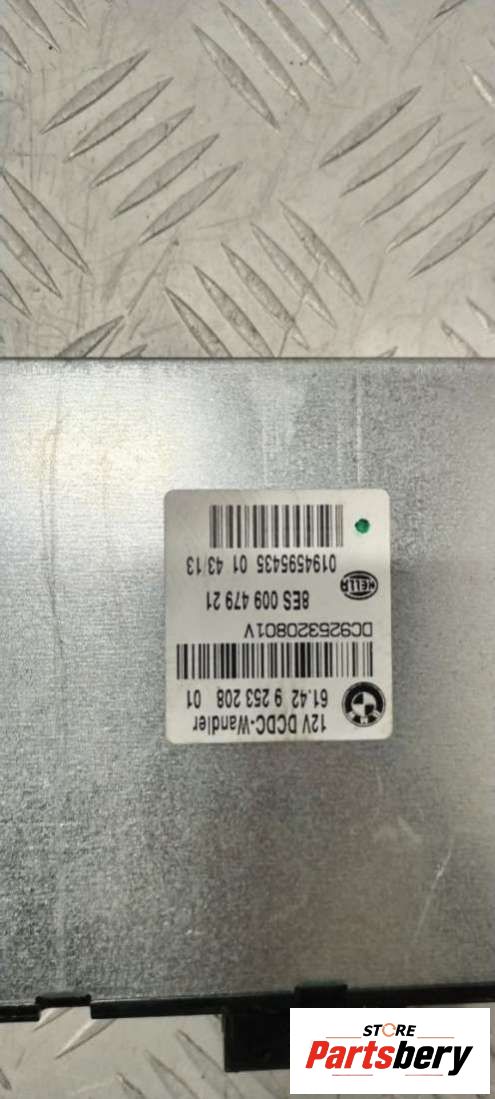 12V DCDC-Wandler
61.42 9 253 208 01
DC925320801V
8ES 009 479 21
HELLA
0194595435 01 43/13
STORE
Partsbery